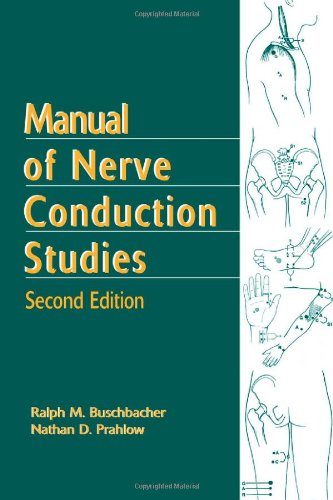 Manual
of Nerve
Conduction
Studies
Second Edition
Ralph M. Buschbacher
Nathan D. Prahlow